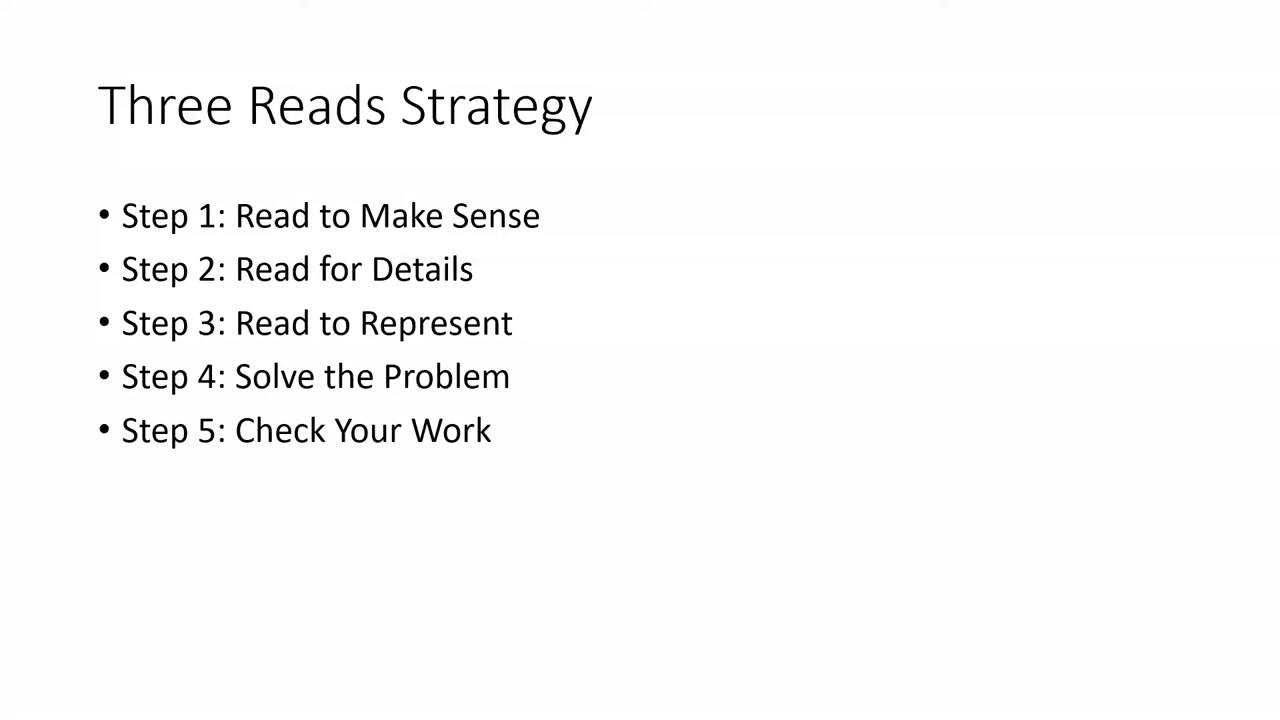 Three Reads Strategy
• Step 1: Read to Make Sense
• Step 2: Read for Details
• Step 3: Read to Represent
• Step 4: Solve the Problem
• Step 5: Check Your Work